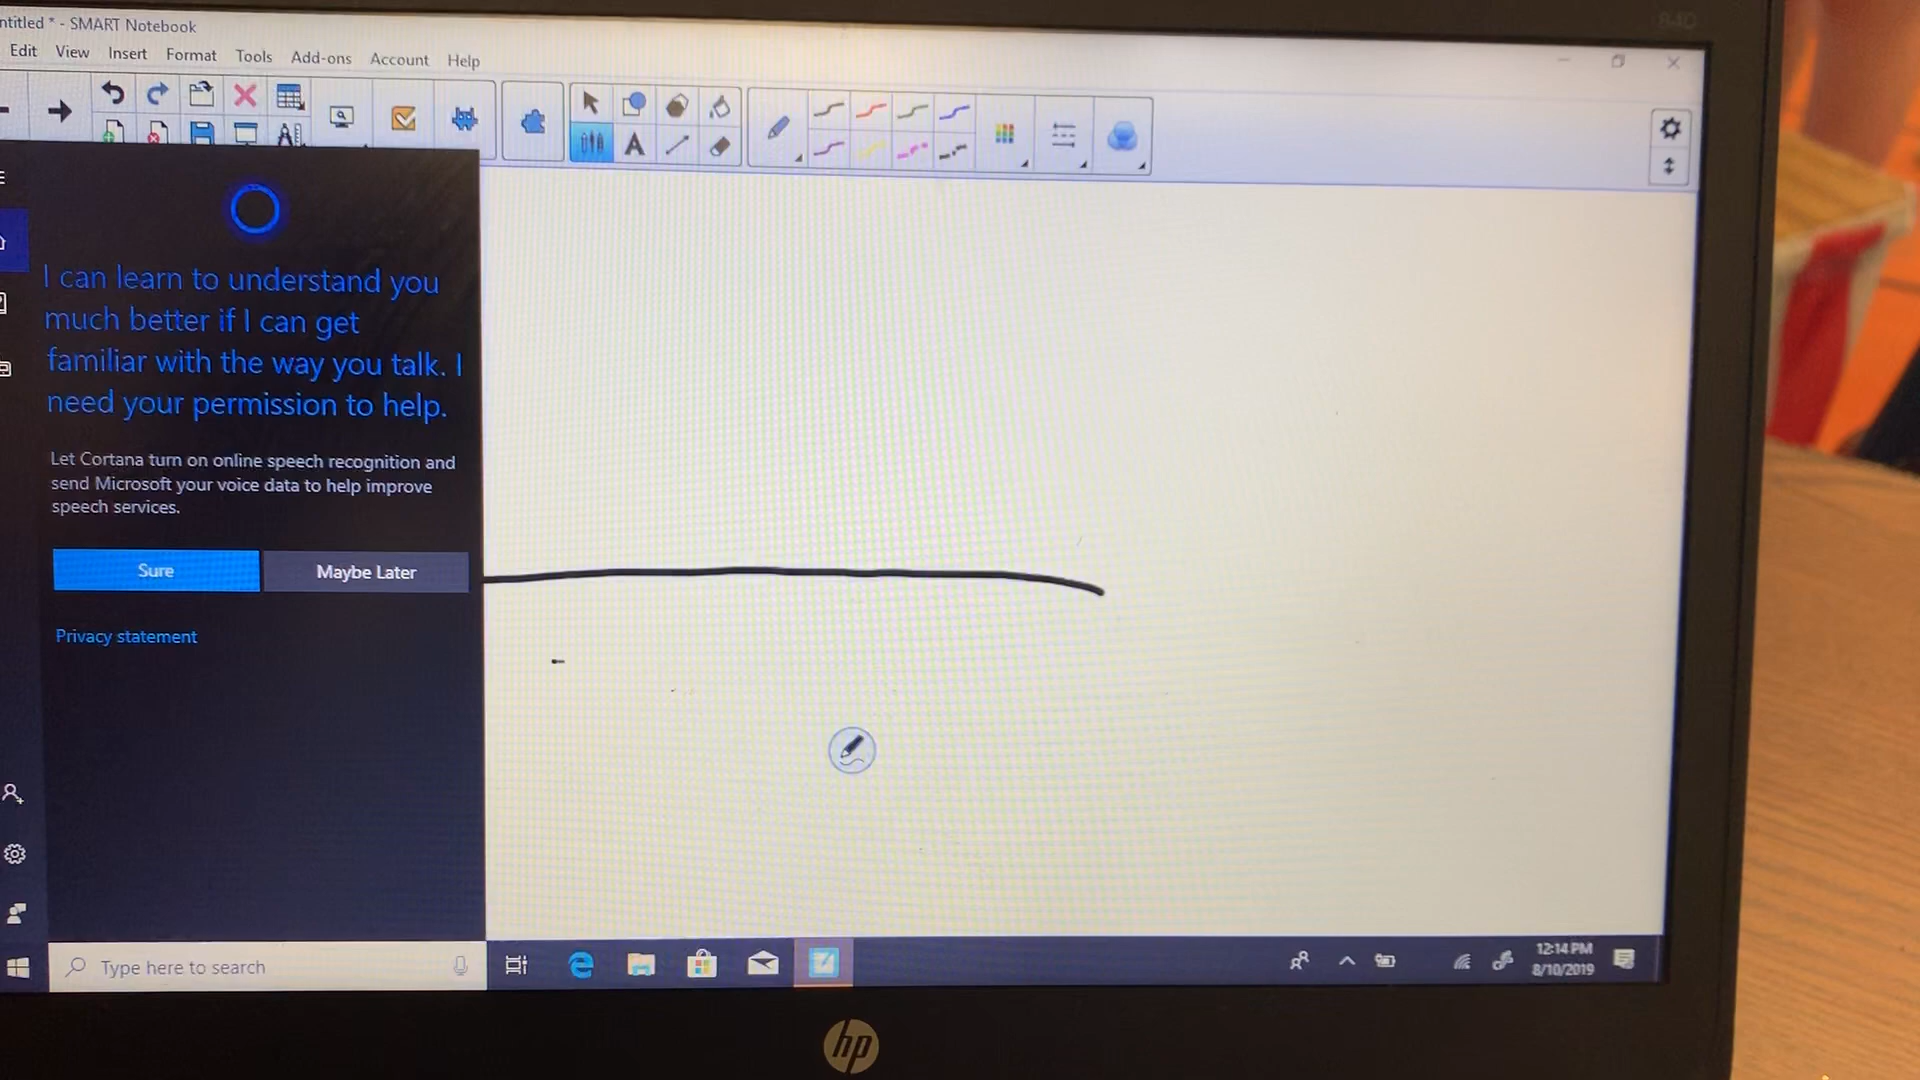 ntitled * - SMART Notebook
Edit View Insert Format Tools Add-ons Account Help
I can learn to understand you
much better if I can get
familiar with the way you talk. I
need your permission to help.
Let Cortana turn on online speech recognition and
send Microsoft your voice data to help improve
speech services.
Sure Maybe Later
Privacy statement
Type here to search
12:14 PM
8/10/2019
hp